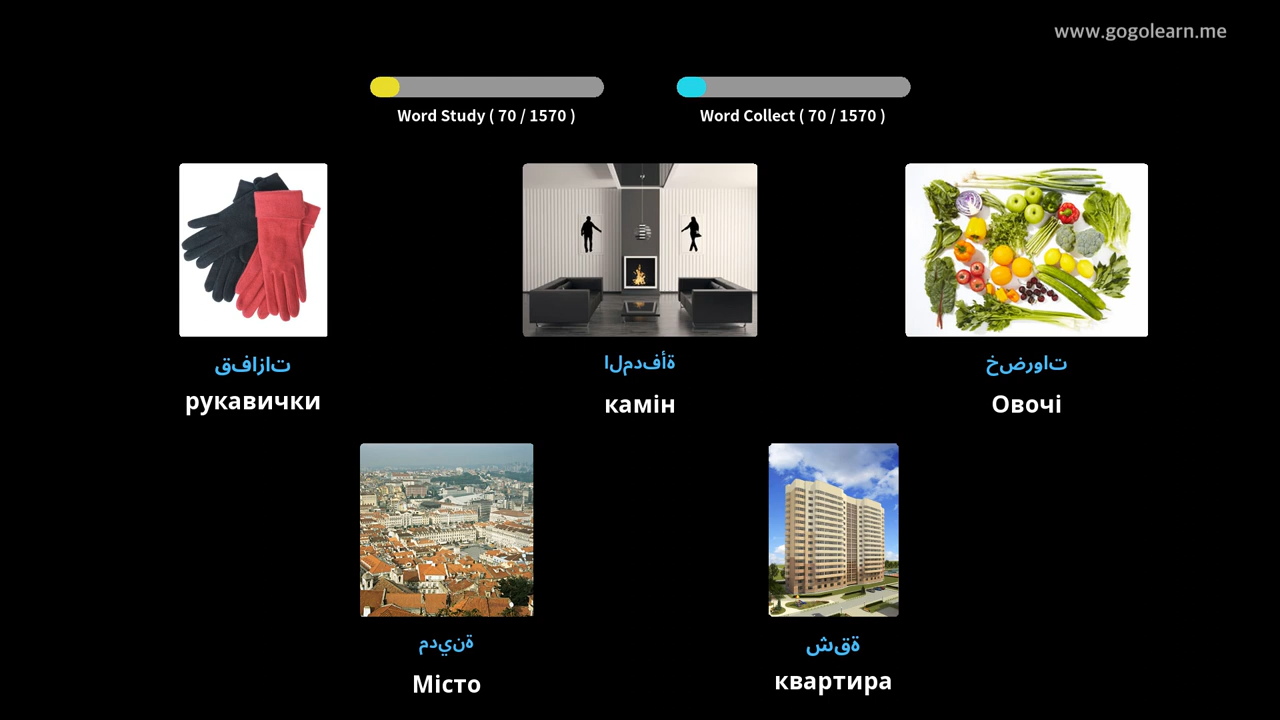 www.gogolearn.me
Word Study ( 70 / 1570 )
Word Collect ( 70 / 1570 )
قفازات
рукавички
المدفأة
камін
خضروات
Овочі
مدينة
Місто
شقة
квартира